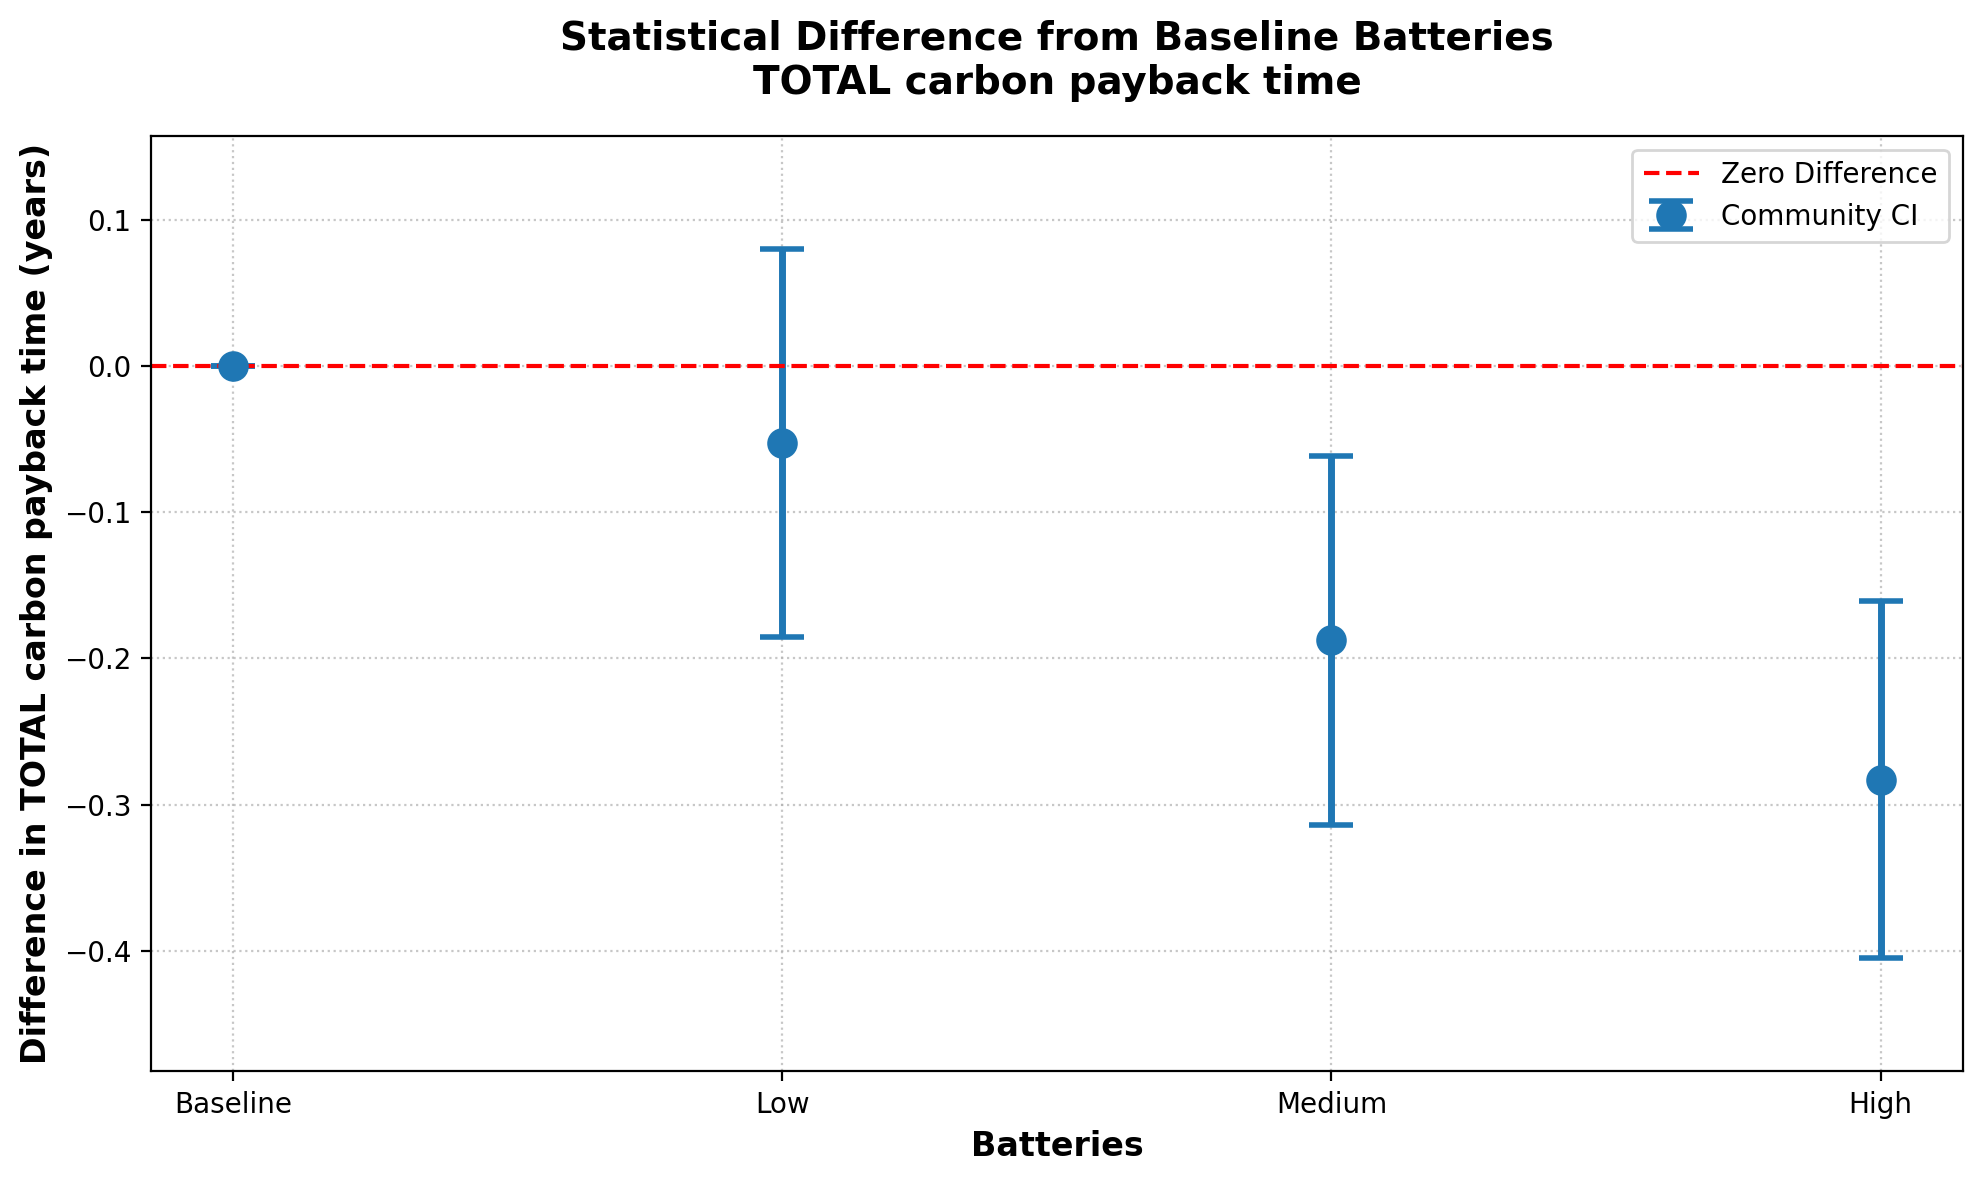 Statistical Difference from Baseline Batteries
TOTAL carbon payback time
Difference in TOTAL carbon payback time (years)
0.1
0.0
−0.1
−0.2
−0.3
−0.4
Zero Difference
Community CI
Baseline
Low
Medium
High
Batteries